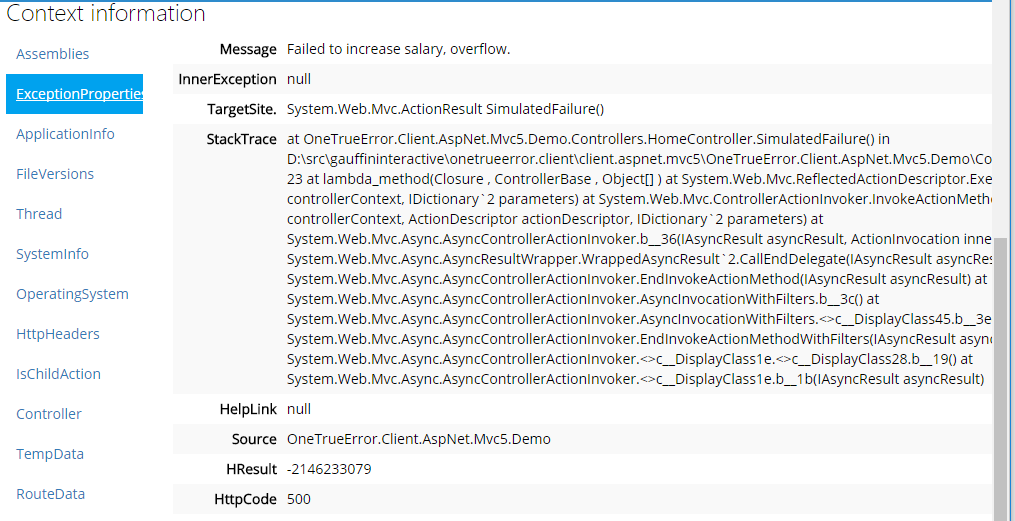 Context information
Assemblies
ExceptionProperties
ApplicationInfo
FileVersions
Thread
SystemInfo
OperatingSystem
HttpHeaders
IsChildAction
Controller
TempData
RouteData
Message Failed to increase salary, overflow.
InnerException null
TargetSite. System.Web.Mvc.ActionResult SimulatedFailure()
StackTrace at OneTrueError.Client.AspNet.Mvc5.Demo.Controllers.HomeController.SimulatedFailure() in
D:\src\gauffininteractive\onetrueerror.client\client.aspnet.mvc5\OneTrueError.Client.AspNet.Mvc5.Demo\Co
23 at lambda_method(Closure , ControllerBase , Object[] ) at System.Web.Mvc.ReflectedActionDescriptor.Exe
controllerContext, IDictionary`2 parameters) at System.Web.Mvc.ControllerActionInvoker.InvokeActionMeth
controllerContext, ActionDescriptor actionDescriptor, IDictionary`2 parameters) at
System.Web.Mvc.Async.AsyncControllerActionInvoker.b__36(IAsyncResult asyncResult, ActionInvocation inne
System.Web.Mvc.Async.AsyncResultWrapper.WrappedAsyncResult`2.CallEndDelegate(IAsyncResult asyncRes
System.Web.Mvc.Async.AsyncControllerActionInvoker.EndInvokeActionMethod(IAsyncResult asyncResult) at
System.Web.Mvc.Async.AsyncControllerActionInvoker.AsyncInvocationWithFilters.b__3c() at
System.Web.Mvc.Async.AsyncControllerActionInvoker.AsyncInvocationWithFilters.<>c__DisplayClass45.b__3e
System.Web.Mvc.Async.AsyncControllerActionInvoker.EndInvokeActionMethodWithFilters(IAsyncResult async
System.Web.Mvc.Async.AsyncControllerActionInvoker.<>c__DisplayClass1e.<>c__DisplayClass28.b__19() at
System.Web.Mvc.Async.AsyncControllerActionInvoker.<>c__DisplayClass1e.b__1b(IAsyncResult asyncResult)
HelpLink null
Source OneTrueError.Client.AspNet.Mvc5.Demo
HResult -2146233079
HttpCode 500